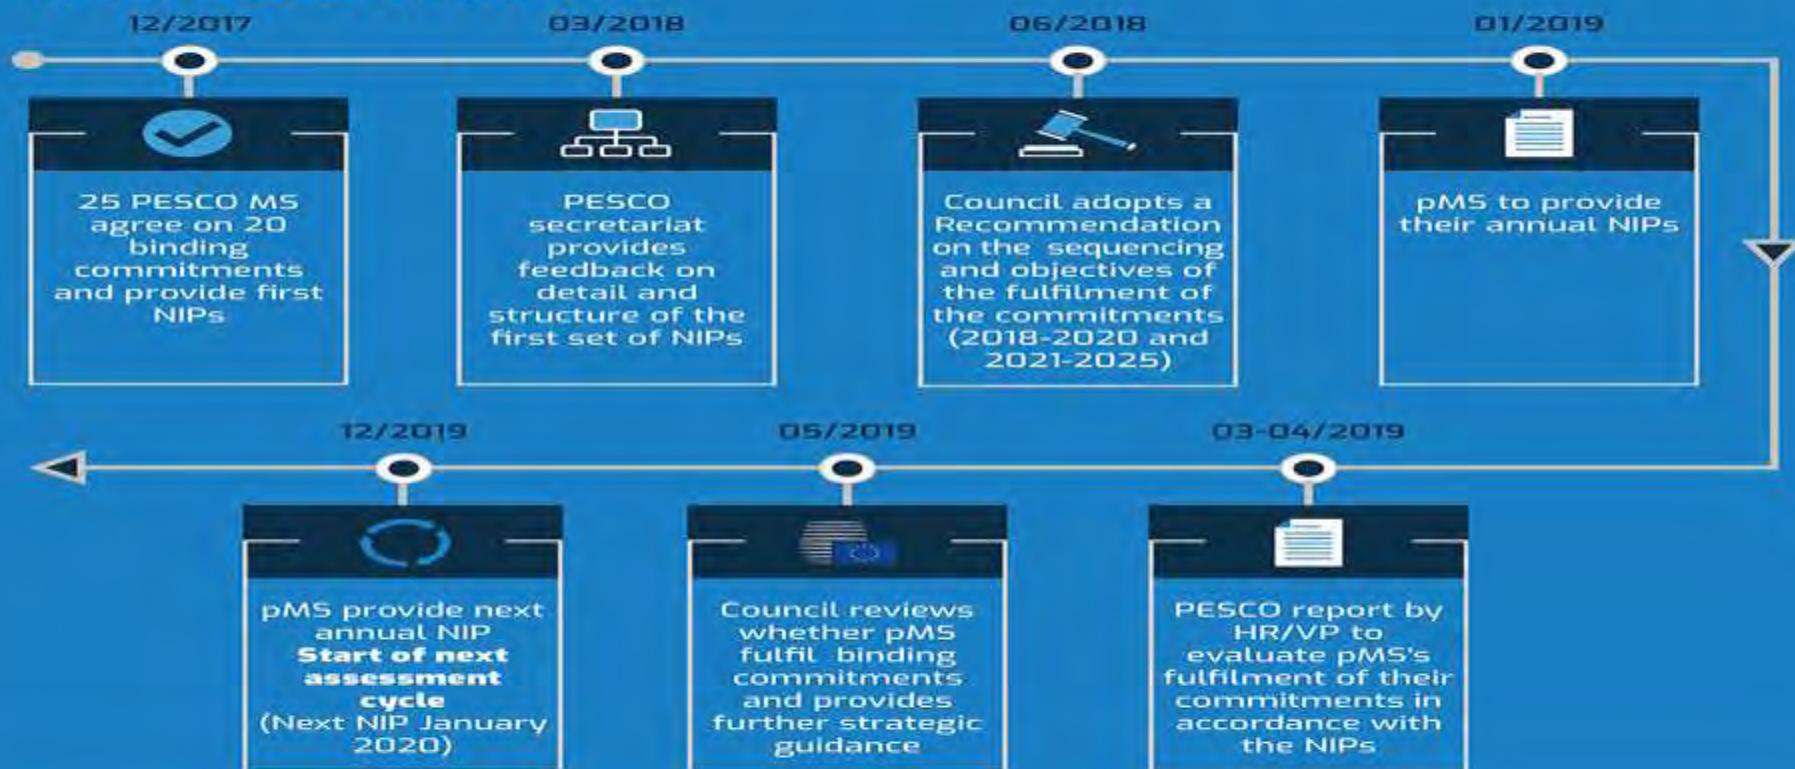 12/2017
25 PESCO MS
agree on 20
binding
commitments
and provide first
NIPs
03/2018
PESCO
secretariat
provides
feedback on
detail and
structure of the
first set of NIPs
06/2018
Council adopts a
Recommendation
on the sequencing
and objectives of
the fulfilment of
the commitments
(2018-2020 and
2021-2025)
01/2019
pMS to provide
their annual NIPs
03-04/2019
PESCO report by
HR/VP to
evaluate pMS's
fulfilment of their
commitments in
accordance with
the NIPs
05/2019
Council reviews
whether pMS
fulfil binding
commitments
and provides
further strategic
guidance
12/2019
pMS provide next
annual NIP
Start of next
assessment
cycle
(Next NIP January
2020)